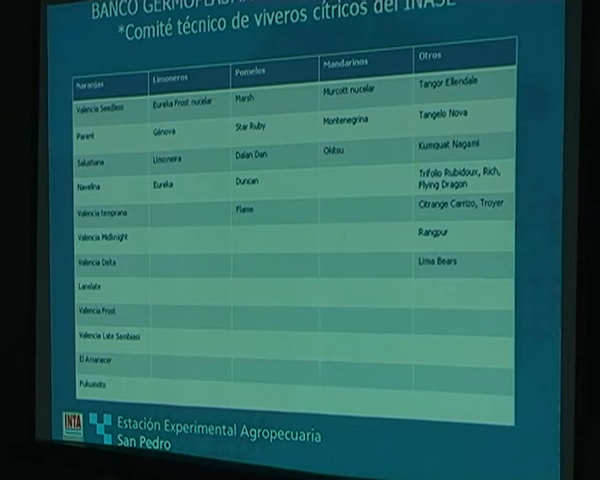 BANCO GERMOPLASMA
*Comité técnico de viveros cítricos del INASE
Naranjas Limoneros Pomelos Mandarinos Otros
Valencia Seedless Eureka Frost nucelar Marsh Murcott nucelar Tangor Ellendale
Parent Génova Star Ruby Montenegrina Tangelo Nova
Salustiana Limoneira Dalan Dan Okitsu Kumquat Nagami
Navelina Eureka Duncan Trifolio Rubidoux, Rich,
Flying Dragon
Valencia temprana Flame Citrange Carrizo, Troyer
Valencia Midknight Rangpur
Valencia Delta Lima Bears
Lanelate
Valencia Frost
Valencia Late Sambiasi
El Amanecer
Fukumoto
INTA
Estación Experimental Agropecuaria
San Pedro